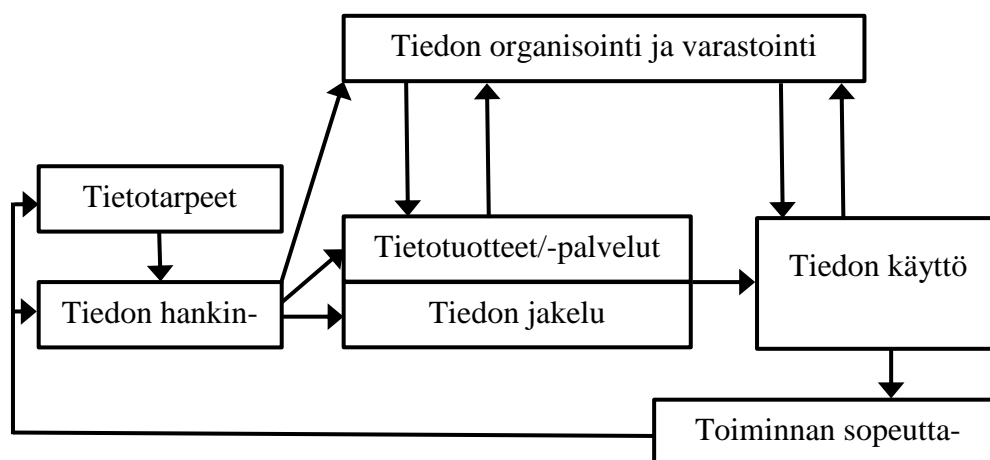 Tiedon organisointi ja varastointi
Tietotarpeet
Tiedon hankin-
Tietotuotteet/-palvelut
Tiedon jakelu
Tiedon käyttö
Toiminnan sopeutta-